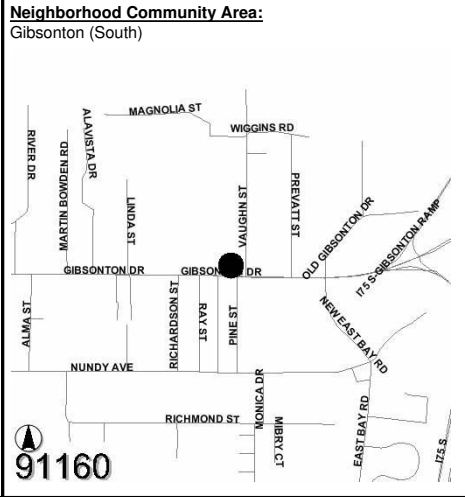 Neighborhood Community Area:
Gibsonton (South)
MAGNOLIA ST
WIGGINS RD
RIVER DR
MARTIN BOWDEN RD
ALAVISTA DR
LINDA ST
VAUGHN ST
PREVATT ST
OLD GIBSONTON DR
I75 S-GIBSONTON RAMP
GIBSONTON DR
DR
ALMA ST
RICHARDSON ST
RAY ST
PINE ST
NEW EAST BAY RD
NUNDY AVE
RICHMOND ST
MONICA DR
MBRY CT
EAST BAY RD
I75 S
91160